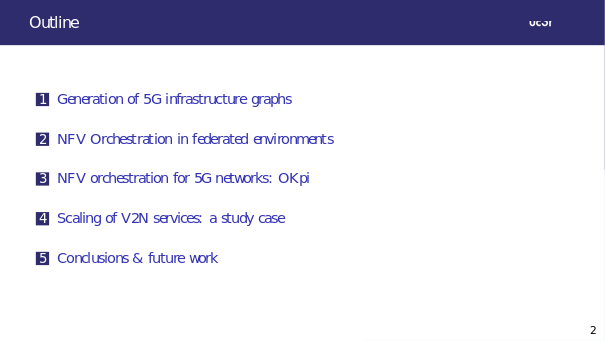 Outline
1 Generation of 5G infrastructure graphs
2 NFV Orchestration in federated environments
3 NFV orchestration for 5G networks: OKpi
4 Scaling of V2N services: a study case
5 Conclusions & future work
2